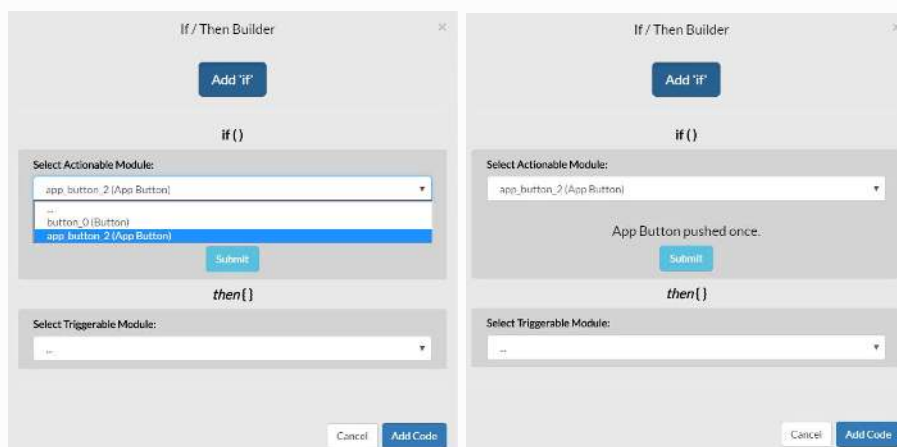 If / Then Builder
×
Add 'if'
if ( )
Select Actionable Module:
app_button_2 (App Button)
--
button_0 (Button)
app_button_2 (App Button)
Submit
then{ }
Select Triggerable Module:
--
Cancel
Add Code
If / Then Builder
×
Add 'if'
if ( )
Select Actionable Module:
app_button_2 (App Button)
App Button pushed once.
Submit
then{ }
Select Triggerable Module:
--
Cancel
Add Code